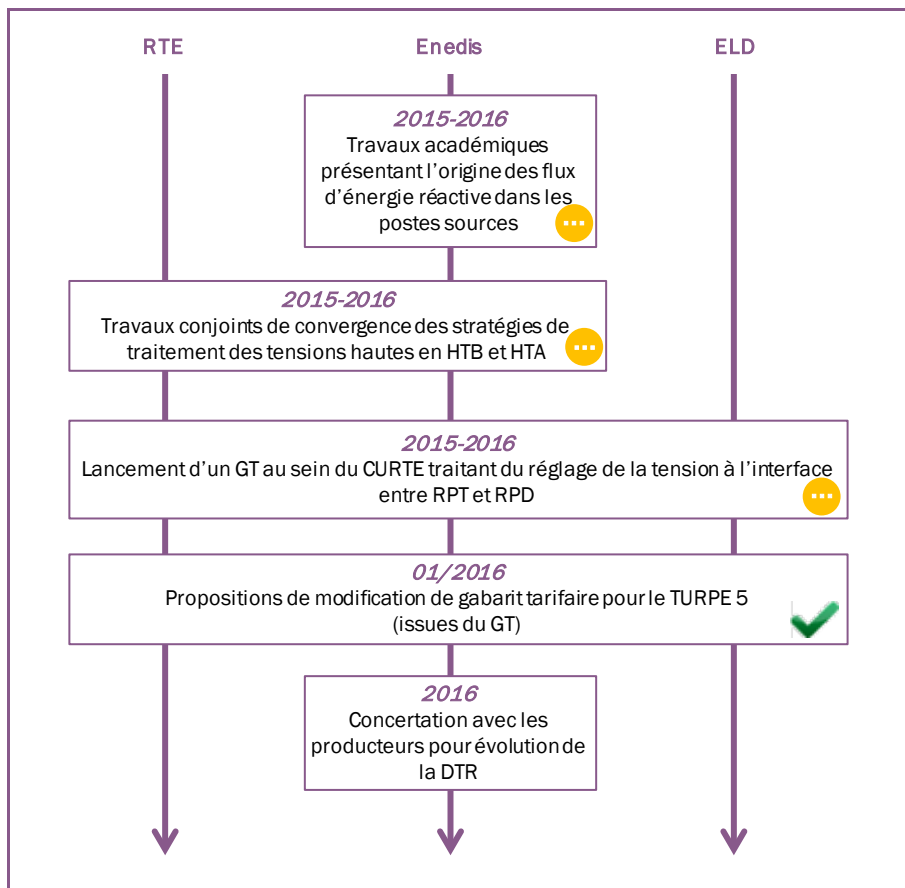 RTE Enedis ELD
2015-2016
Travaux académiques
présentant l'origine des flux
d'énergie réactive dans les
postes sources
2015-2016
Travaux conjoints de convergence des stratégies de
traitement des tensions hautes en HTB et HTA
2015-2016
Lancement d'un GT au sein du CURTE traitant du réglage de la tension à l'interface
entre RPT et RPD
01/2016
Propositions de modification de gabarit tarifaire pour le TURPE 5
(issues du GT)
2016
Concertation avec les
producteurs pour évolution de
la DTR